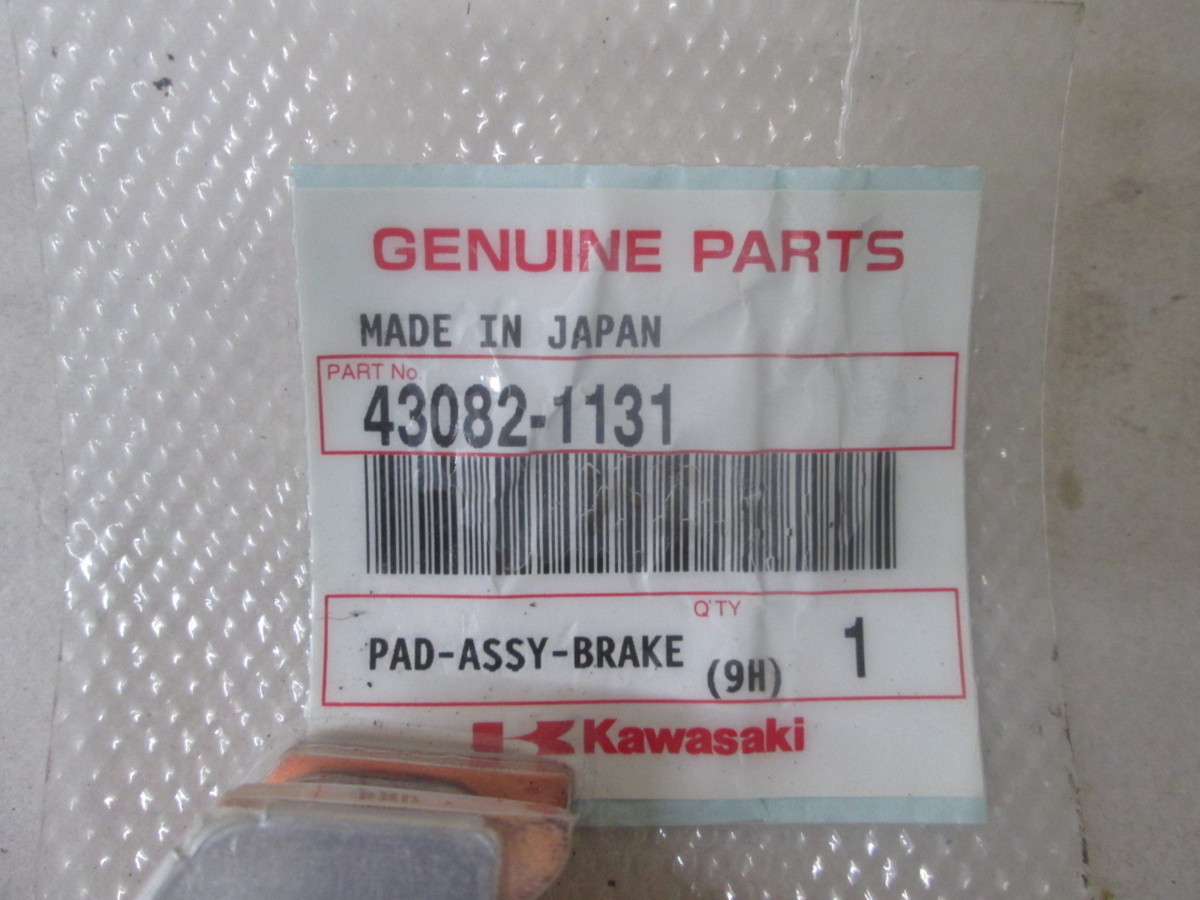 GENUINE PARTS
MADE IN JAPAN
PART No.
43082-1131
Q'TY
PAD-ASSY-BRAKE (9H) 1
Kawasaki